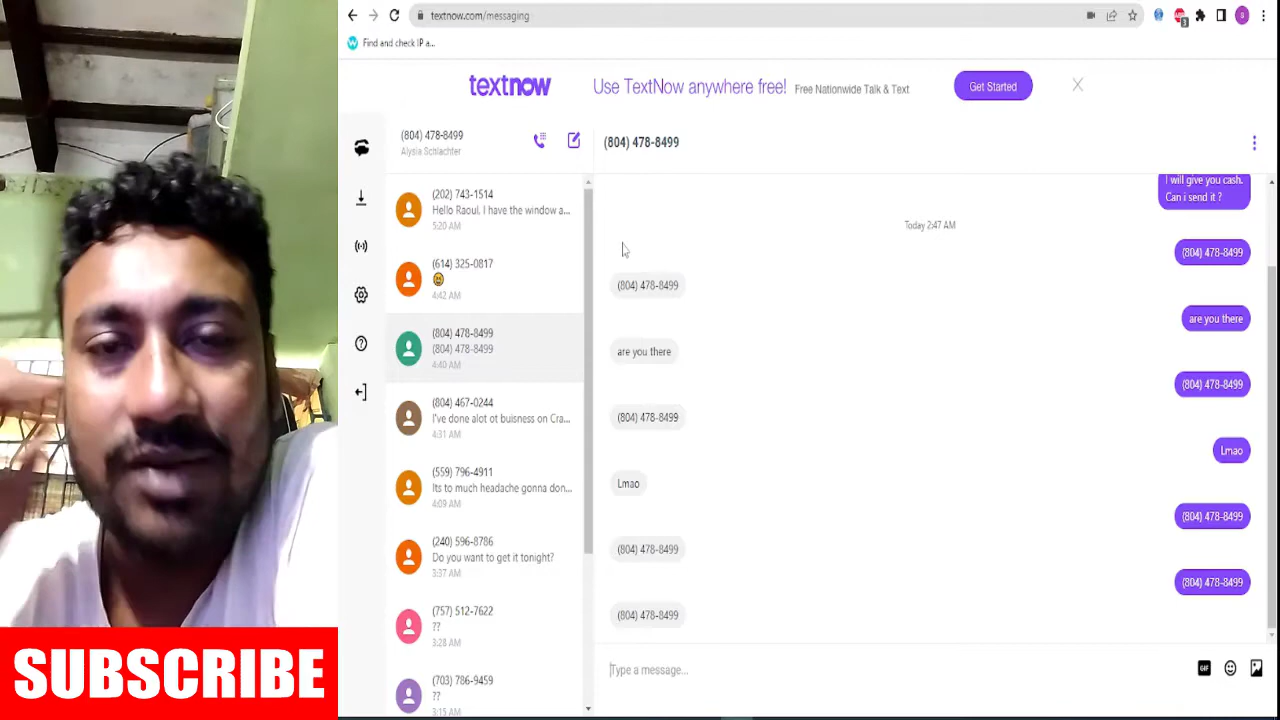 textnow.com/messaging
Find and check IP a...
textnow
Use TextNow anywhere free!
Free Nationwide Talk & Text
Get Started
(804) 478-8499
Alysia Schlachter
(202) 743-1514
Hello Raoul, I have the window a...
5:20 AM
(614) 325-0817
4:42 AM
(804) 478-8499
(804) 478-8499
4:40 AM
(804) 467-0244
I've done alot ot buisness on Cra...
4:31 AM
(559) 796-4911
Its to much headache gonna don...
4:09 AM
(240) 596-8786
Do you want to get it tonight?
3:37 AM
(757) 512-7622
??
3:28 AM
(703) 786-9459
??
3:15 AM
(804) 478-8499
I will give you cash.
Can i send it ?
Today 2:47 AM
(804) 478-8499
(804) 478-8499
are you there
are you there
(804) 478-8499
(804) 478-8499
Lmao
Lmao
(804) 478-8499
(804) 478-8499
(804) 478-8499
(804) 478-8499
Type a message...
GIF
SUBSCRIBE